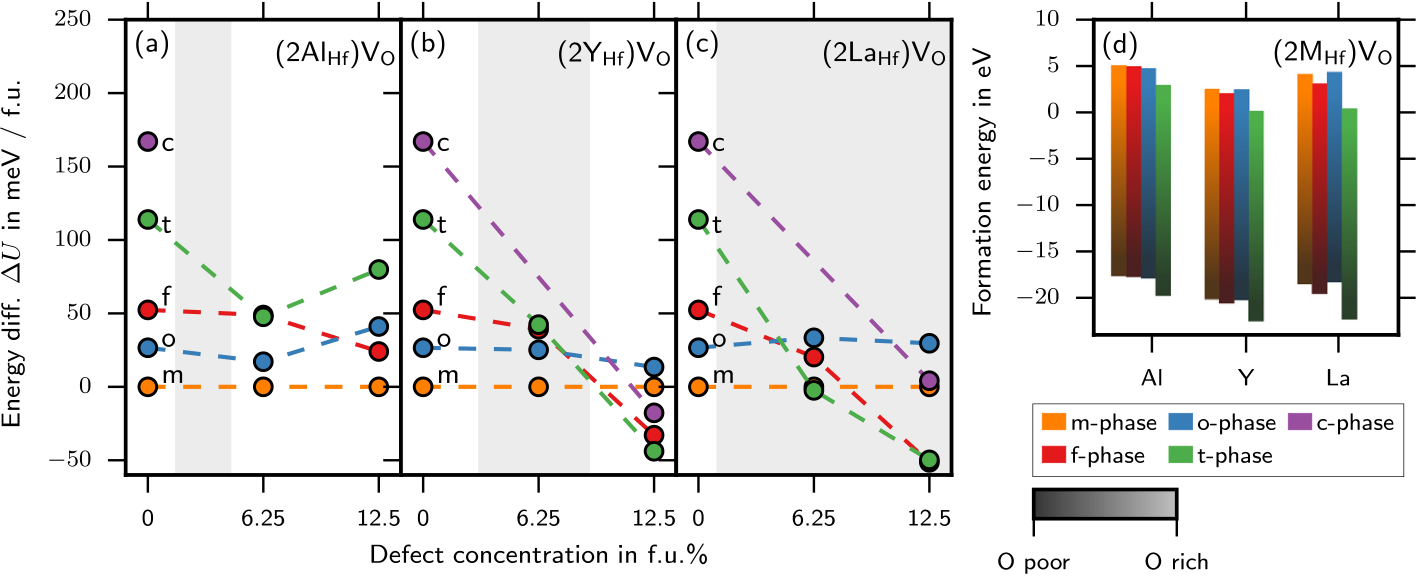 Energy diff. ΔU in meV / f.u.
250
200
150
100
50
0
−50
(a)
(2Al_Hf)V_O
c
t
f
o
m
0
6.25
12.5
(b)
(2Y_Hf)V_O
c
t
f
o
m
0
6.25
12.5
(c)
(2La_Hf)V_O
c
t
f
o
m
0
6.25
12.5
Defect concentration in f.u.%
Formation energy in eV
10
5
0
−5
−10
−15
−20
(d)
(2M_Hf)V_O
Al
Y
La
m-phase
o-phase
c-phase
f-phase
t-phase
O poor
O rich